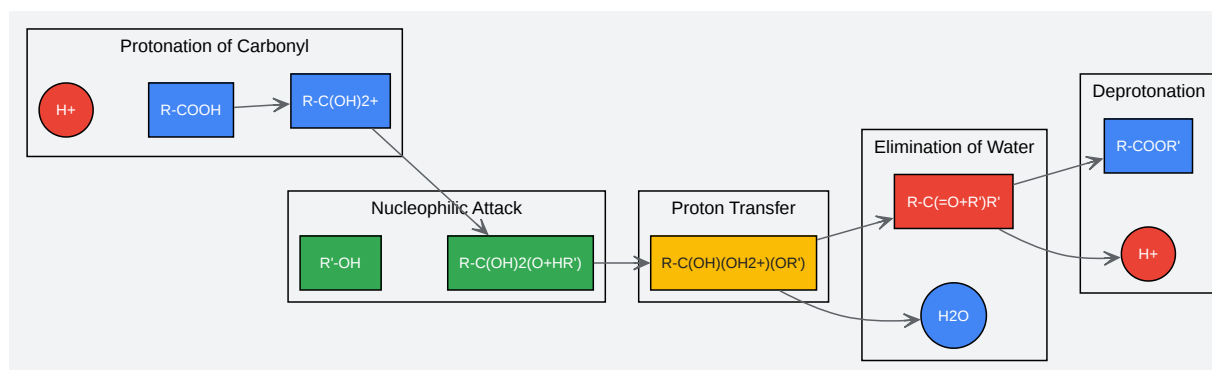 Protonation of Carbonyl
H+
R-COOH
R-C(OH)2+
Nucleophilic Attack
R'-OH
R-C(OH)2(O+HR')
Proton Transfer
R-C(OH)(OH2+)(OR')
Elimination of Water
R-C(=O+R')R'
H2O
Deprotonation
R-COOR'
H+